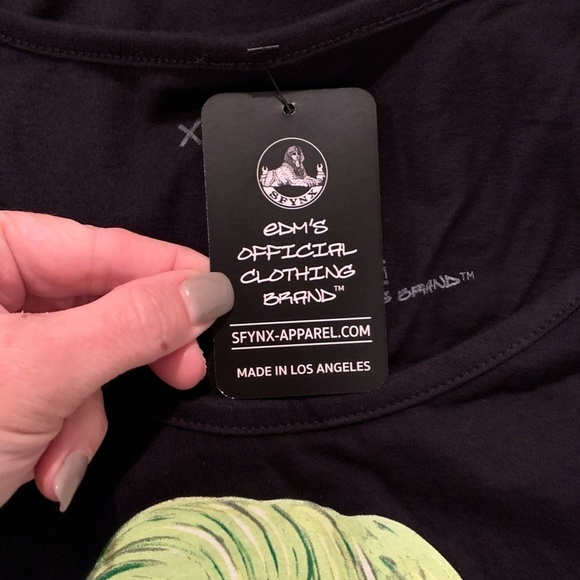 X
SFYNX
EDM'S
OFFICIAL
CLOTHING
BRAND™
BRAND™
SFYNX-APPAREL.COM
MADE IN LOS ANGELES